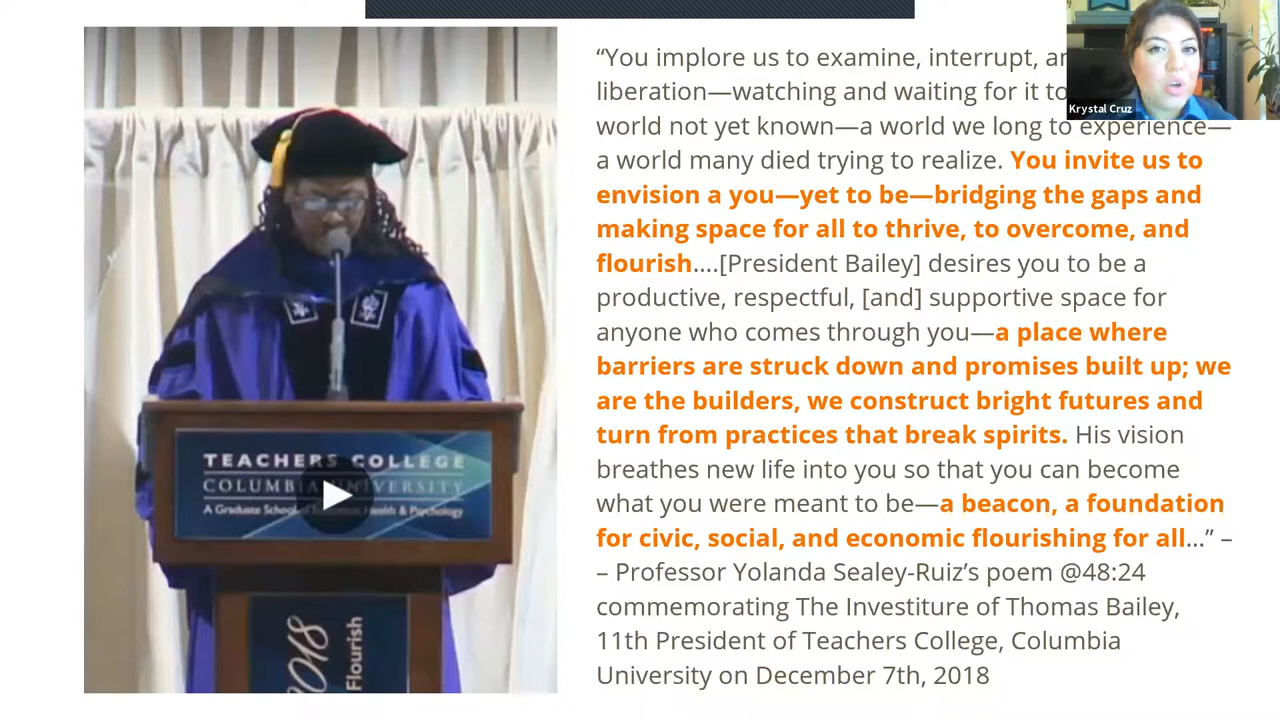 “You implore us to examine, interrupt,
liberation—watching and waiting for it to
world not yet known—a world we long to experience—
a world many died trying to realize. You invite us to
envision a you—yet to be—bridging the gaps and
making space for all to thrive, to overcome, and
flourish....[President Bailey] desires you to be a
productive, respectful, [and] supportive space for
anyone who comes through you—a place where
barriers are struck down and promises built up; we
are the builders, we construct bright futures and
turn from practices that break spirits. His vision
breathes new life into you so that you can become
what you were meant to be—a beacon, a foundation
for civic, social, and economic flourishing for all…” –
– Professor Yolanda Sealey-Ruiz’s poem @48:24
commemorating The Investiture of Thomas Bailey,
11th President of Teachers College, Columbia
University on December 7th, 2018
Krystal Cruz
TEACHERS COLLEGE
COLUMBIA UNIVERSITY
A Graduate School of Education, Health & Psychology
2018
Flourish